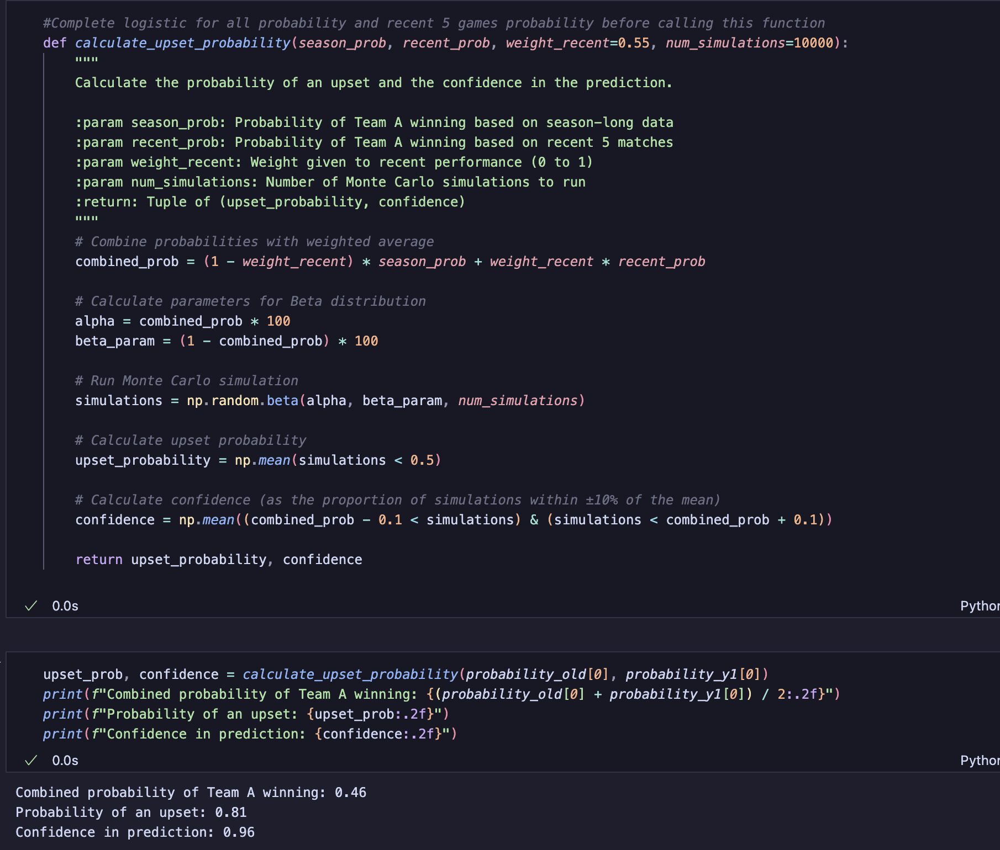 #Complete logistic for all probability and recent 5 games probability before calling this function
def calculate_upset_probability(season_prob, recent_prob, weight_recent=0.55, num_simulations=10000):
    """
    Calculate the probability of an upset and the confidence in the prediction.

    :param season_prob: Probability of Team A winning based on season-long data
    :param recent_prob: Probability of Team A winning based on recent 5 matches
    :param weight_recent: Weight given to recent performance (0 to 1)
    :param num_simulations: Number of Monte Carlo simulations to run
    :return: Tuple of (upset_probability, confidence)
    """
    # Combine probabilities with weighted average
    combined_prob = (1 - weight_recent) * season_prob + weight_recent * recent_prob

    # Calculate parameters for Beta distribution
    alpha = combined_prob * 100
    beta_param = (1 - combined_prob) * 100

    # Run Monte Carlo simulation
    simulations = np.random.beta(alpha, beta_param, num_simulations)

    # Calculate upset probability
    upset_probability = np.mean(simulations < 0.5)

    # Calculate confidence (as the proportion of simulations within ±10% of the mean)
    confidence = np.mean((combined_prob - 0.1 < simulations) & (simulations < combined_prob + 0.1))

    return upset_probability, confidence
0.0s
Python
upset_prob, confidence = calculate_upset_probability(probability_old[0], probability_y1[0])
print(f"Combined probability of Team A winning: {(probability_old[0] + probability_y1[0]) / 2:.2f}")
print(f"Probability of an upset: {upset_prob:.2f}")
print(f"Confidence in prediction: {confidence:.2f}")
0.0s
Python
Combined probability of Team A winning: 0.46
Probability of an upset: 0.81
Confidence in prediction: 0.96